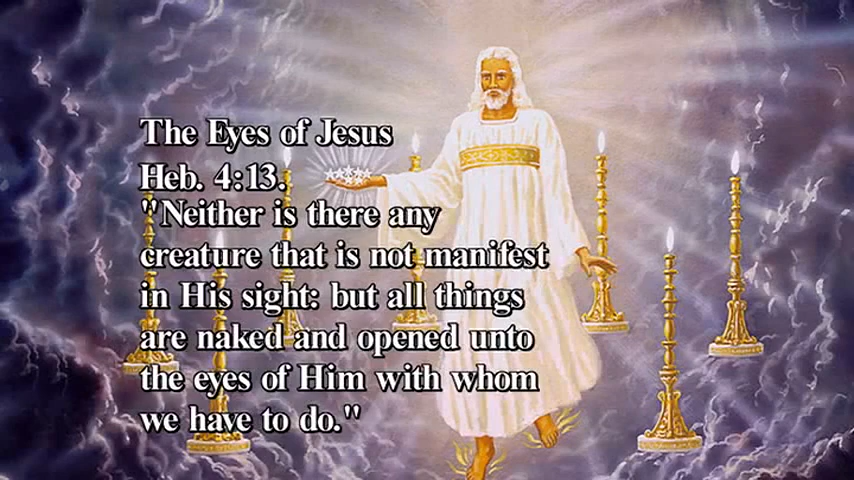 The Eyes of Jesus
Heb. 4:13.
"Neither is there any
creature that is not manifest
in His sight: but all things
are naked and opened unto
the eyes of Him with whom
we have to do."